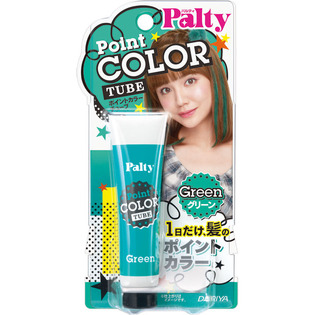 Palty
パルティ
Point
COLOR
TUBE
ポイントカラー
Palty
Point
COLOR
TUBE
Green
Green
グリーン
1日だけ、髪の
ポイント
カラー
DARIYA